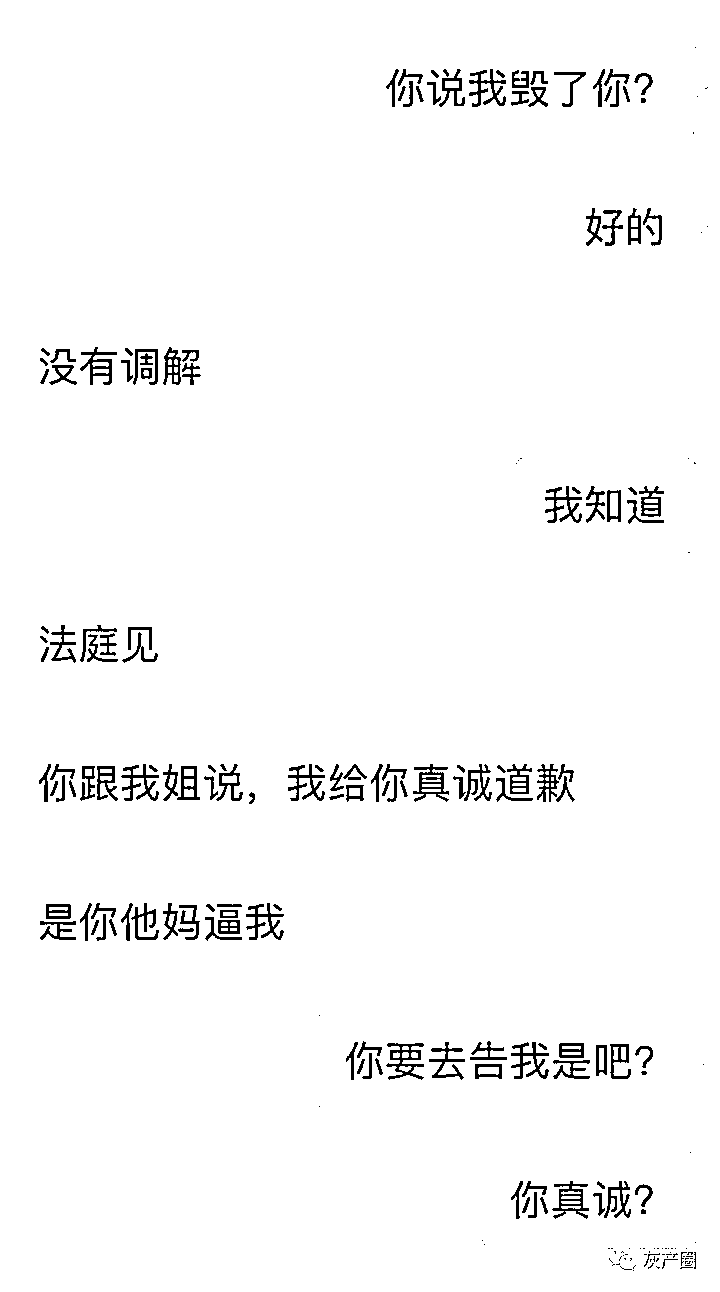 你说我毁了你？
好的
没有调解
我知道
法庭见
你跟我姐说，我给你真诚道歉
是你他妈逼我
你要去告我是吧？
你真诚？
灰产圈